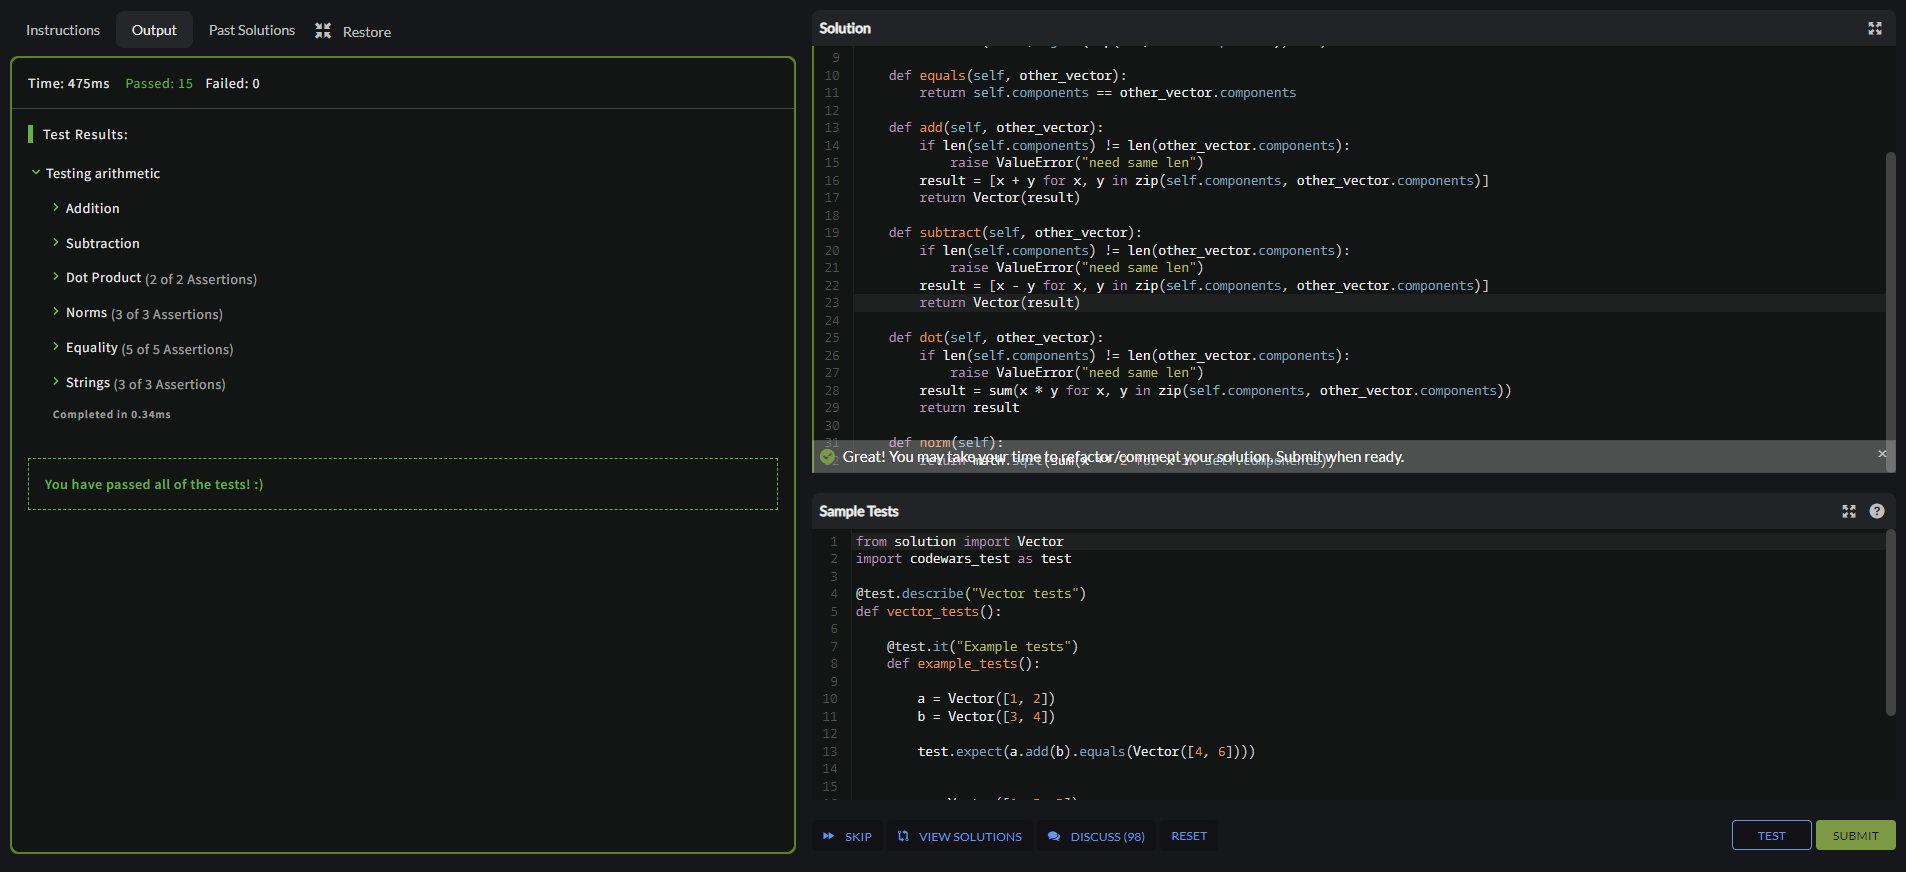 Instructions
Output
Past Solutions
Restore
Time: 475ms Passed: 15 Failed: 0
Test Results:
Testing arithmetic
Addition
Subtraction
Dot Product (2 of 2 Assertions)
Norms (3 of 3 Assertions)
Equality (5 of 5 Assertions)
Strings (3 of 3 Assertions)
Completed in 0.34ms
You have passed all of the tests! :)
Solution
9
10 def equals(self, other_vector):
11 return self.components == other_vector.components
12
13 def add(self, other_vector):
14 if len(self.components) != len(other_vector.components):
15 raise ValueError("need same len")
16 result = [x + y for x, y in zip(self.components, other_vector.components)]
17 return Vector(result)
18
19 def subtract(self, other_vector):
20 if len(self.components) != len(other_vector.components):
21 raise ValueError("need same len")
22 result = [x - y for x, y in zip(self.components, other_vector.components)]
23 return Vector(result)
24
25 def dot(self, other_vector):
26 if len(self.components) != len(other_vector.components):
27 raise ValueError("need same len")
28 result = sum(x * y for x, y in zip(self.components, other_vector.components))
29 return result
30
31 def norm(self):
return math.sqrt(sum(x ** 2 for x in self.components))
Great! You may take your time to refactor/comment your solution. Submit when ready.
Sample Tests
1 from solution import Vector
2 import codewars_test as test
3
4 @test.describe("Vector tests")
5 def vector_tests():
6
7 @test.it("Example tests")
8 def example_tests():
9
10 a = Vector([1, 2])
11 b = Vector([3, 4])
12
13 test.expect(a.add(b).equals(Vector([4, 6])))
14
15
SKIP
VIEW SOLUTIONS
DISCUSS (98)
RESET
TEST
SUBMIT